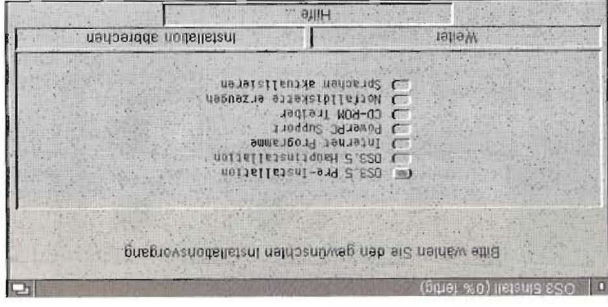 OS3.5Install (0% fertig)
Bitte wählen Sie den gewünschten Installationsvorgang
OS3.5 Pre-Installation
OS3.5 Hauptinstallation
Internet Programme
PowerPC Support
CD-ROM Treiber
Notfalldiskette erzeugen
Sprachen aktualisieren
Weiter
Installation abbrechen
Hilfe ...